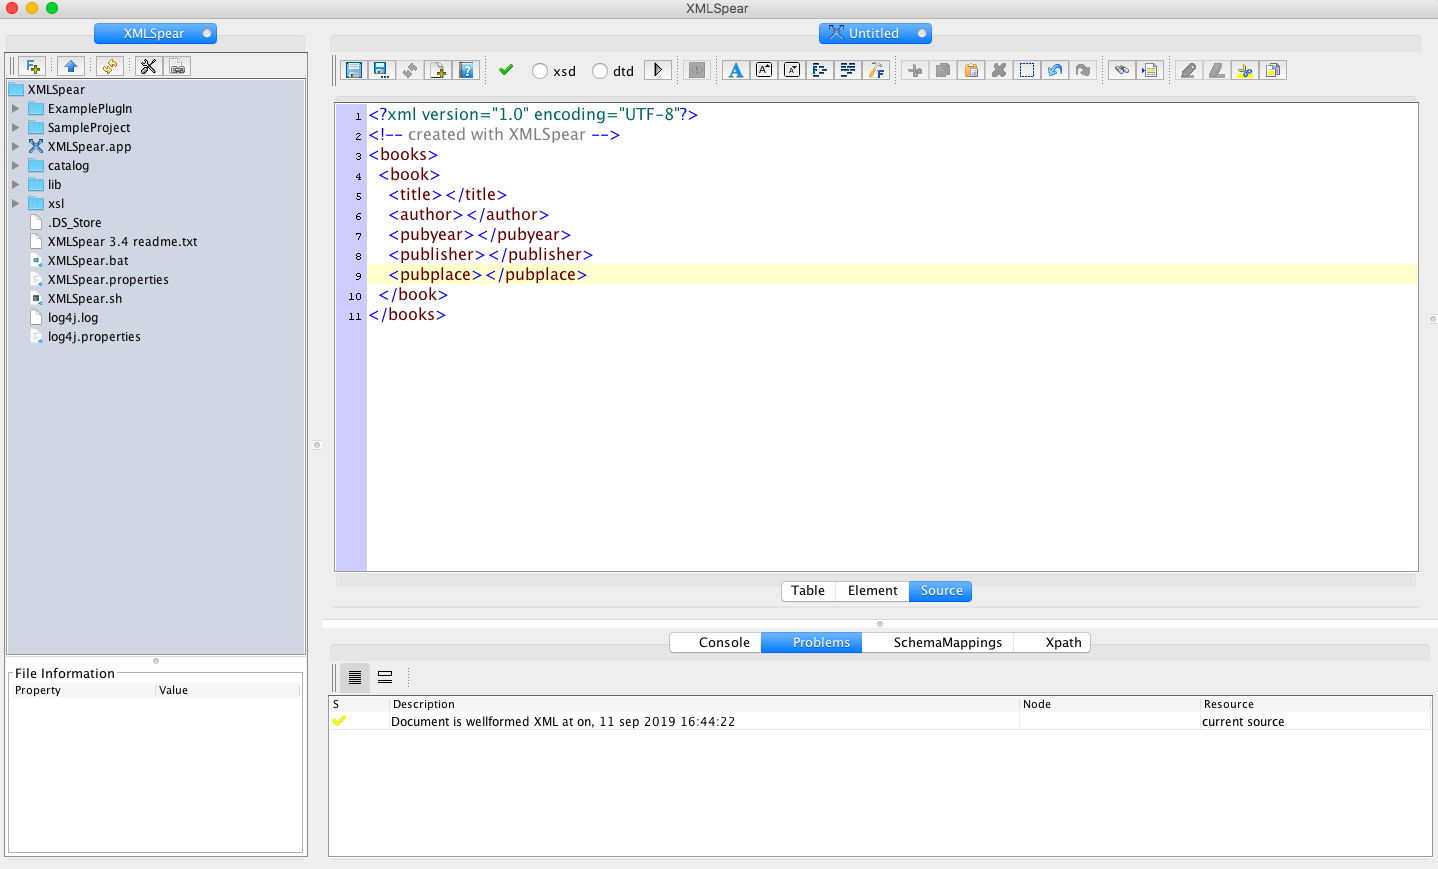 XMLSpear
XMLSpear
Untitled
xsd
dtd
XMLSpear
ExamplePlugIn
SampleProject
XMLSpear.app
catalog
lib
xsl
.DS_Store
XMLSpear 3.4 readme.txt
XMLSpear.bat
XMLSpear.properties
XMLSpear.sh
log4j.log
log4j.properties
File Information
Property Value
1 <?xml version="1.0" encoding="UTF-8"?>
2 <!-- created with XMLSpear -->
3 <books>
4 <book>
5 <title></title>
6 <author></author>
7 <pubyear></pubyear>
8 <publisher></publisher>
9 <pubplace></pubplace>
10 </book>
11 </books>
Table Element Source
Console Problems SchemaMappings Xpath
S Description Node Resource
Document is wellformed XML at on, 11 sep 2019 16:44:22 current source